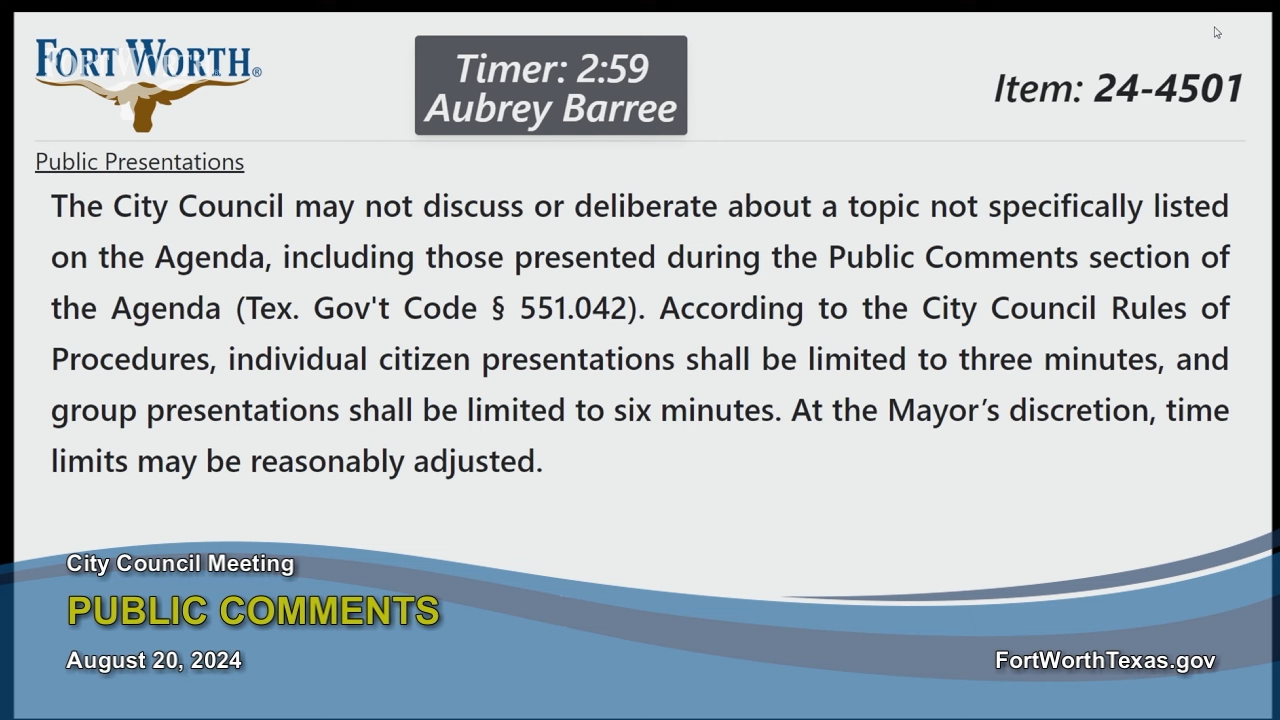 FORT WORTH®
Timer: 2:59
Aubrey Barree
Item: 24-4501
Public Presentations
The City Council may not discuss or deliberate about a topic not specifically listed
on the Agenda, including those presented during the Public Comments section of
the Agenda (Tex. Gov't Code § 551.042). According to the City Council Rules of
Procedures, individual citizen presentations shall be limited to three minutes, and
group presentations shall be limited to six minutes. At the Mayor’s discretion, time
limits may be reasonably adjusted.
City Council Meeting
PUBLIC COMMENTS
August 20, 2024
FortWorthTexas.gov